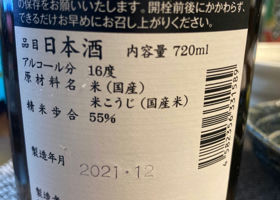 の保存をお願いいたします。開栓前後にかかわらず、
できるだけお早めにお召し上がりください。
品目 日本酒 内容量 720ml
アルコール分 16度
原材料名 米(国産)
米こうじ(国産米)
精米歩合 55%
製造年月
2021・12
4 582356 331589